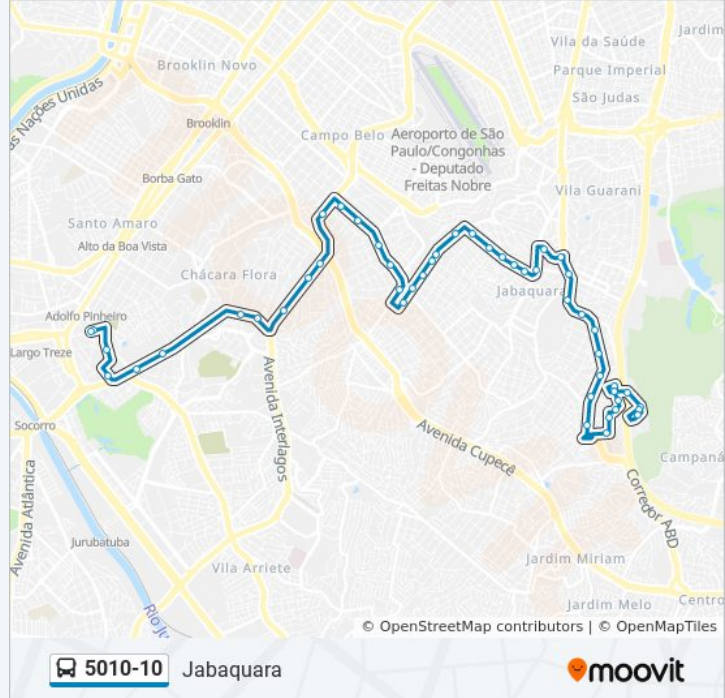 Vila da Saúde
Jardim
Parque Imperial
São Judas
Brooklin Novo
as Nações Unidas
Brooklin
Campo Belo
Aeroporto de São
Paulo/Congonhas
- Deputado
Freitas Nobre
Borba Gato
Vila Guarani
Santo Amaro
Alto da Boa Vista
Chácara Flora
Jabaquara
Adolfo Pinheiro
Largo Treze
Avenida Interlagos
Socorro
Avenida Cupecê
Campaná
Avenida Atlântica
Corredor ABD
Jurubatuba
Vila Arriete
Jardim Miriam
Rio Ju
Jardim Melo
Centro
© OpenStreetMap contributors | © OpenMapTiles
5010-10 Jabaquara
moovit